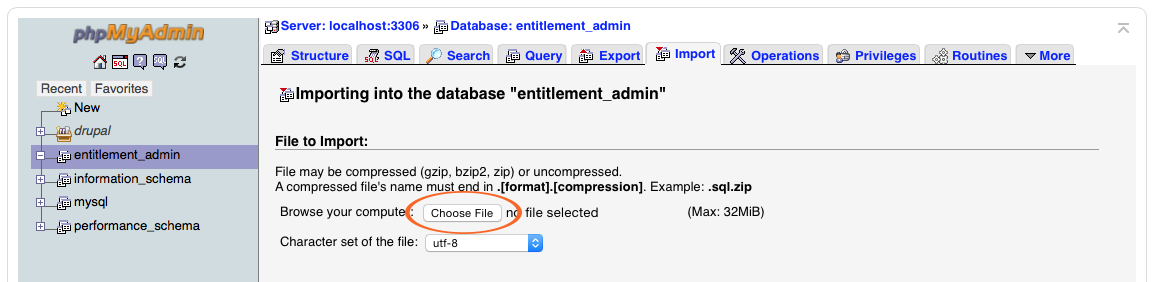 phpMyAdmin
Server: localhost:3306 » Database: entitlement_admin
Structure SQL Search Query Export Import Operations Privileges Routines More
SQL SQL
Recent Favorites
New
drupal
entitlement_admin
information_schema
mysql
performance_schema
Importing into the database "entitlement_admin"
File to Import:
File may be compressed (gzip, bzip2, zip) or uncompressed.
A compressed file's name must end in .[format].[compression]. Example: .sql.zip
Browse your computer: Choose File no file selected (Max: 32MiB)
Character set of the file: utf-8